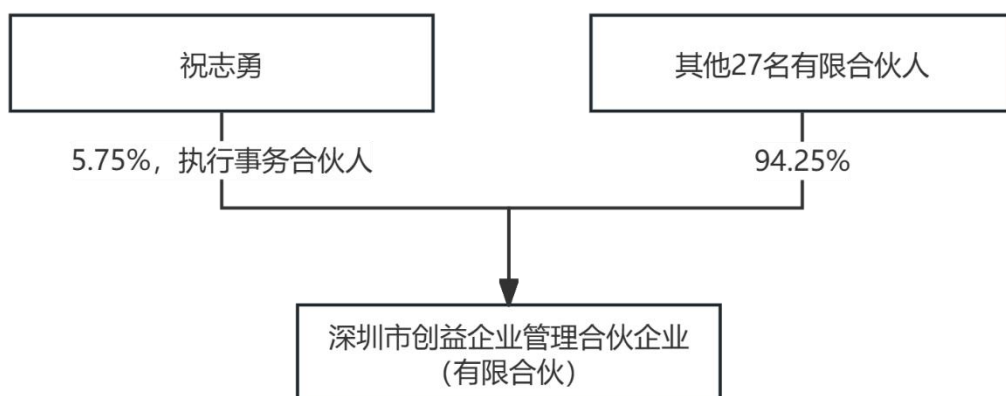 祝志勇
其他27名有限合伙人
5.75%，执行事务合伙人
94.25%
深圳市创益企业管理合伙企业
（有限合伙）